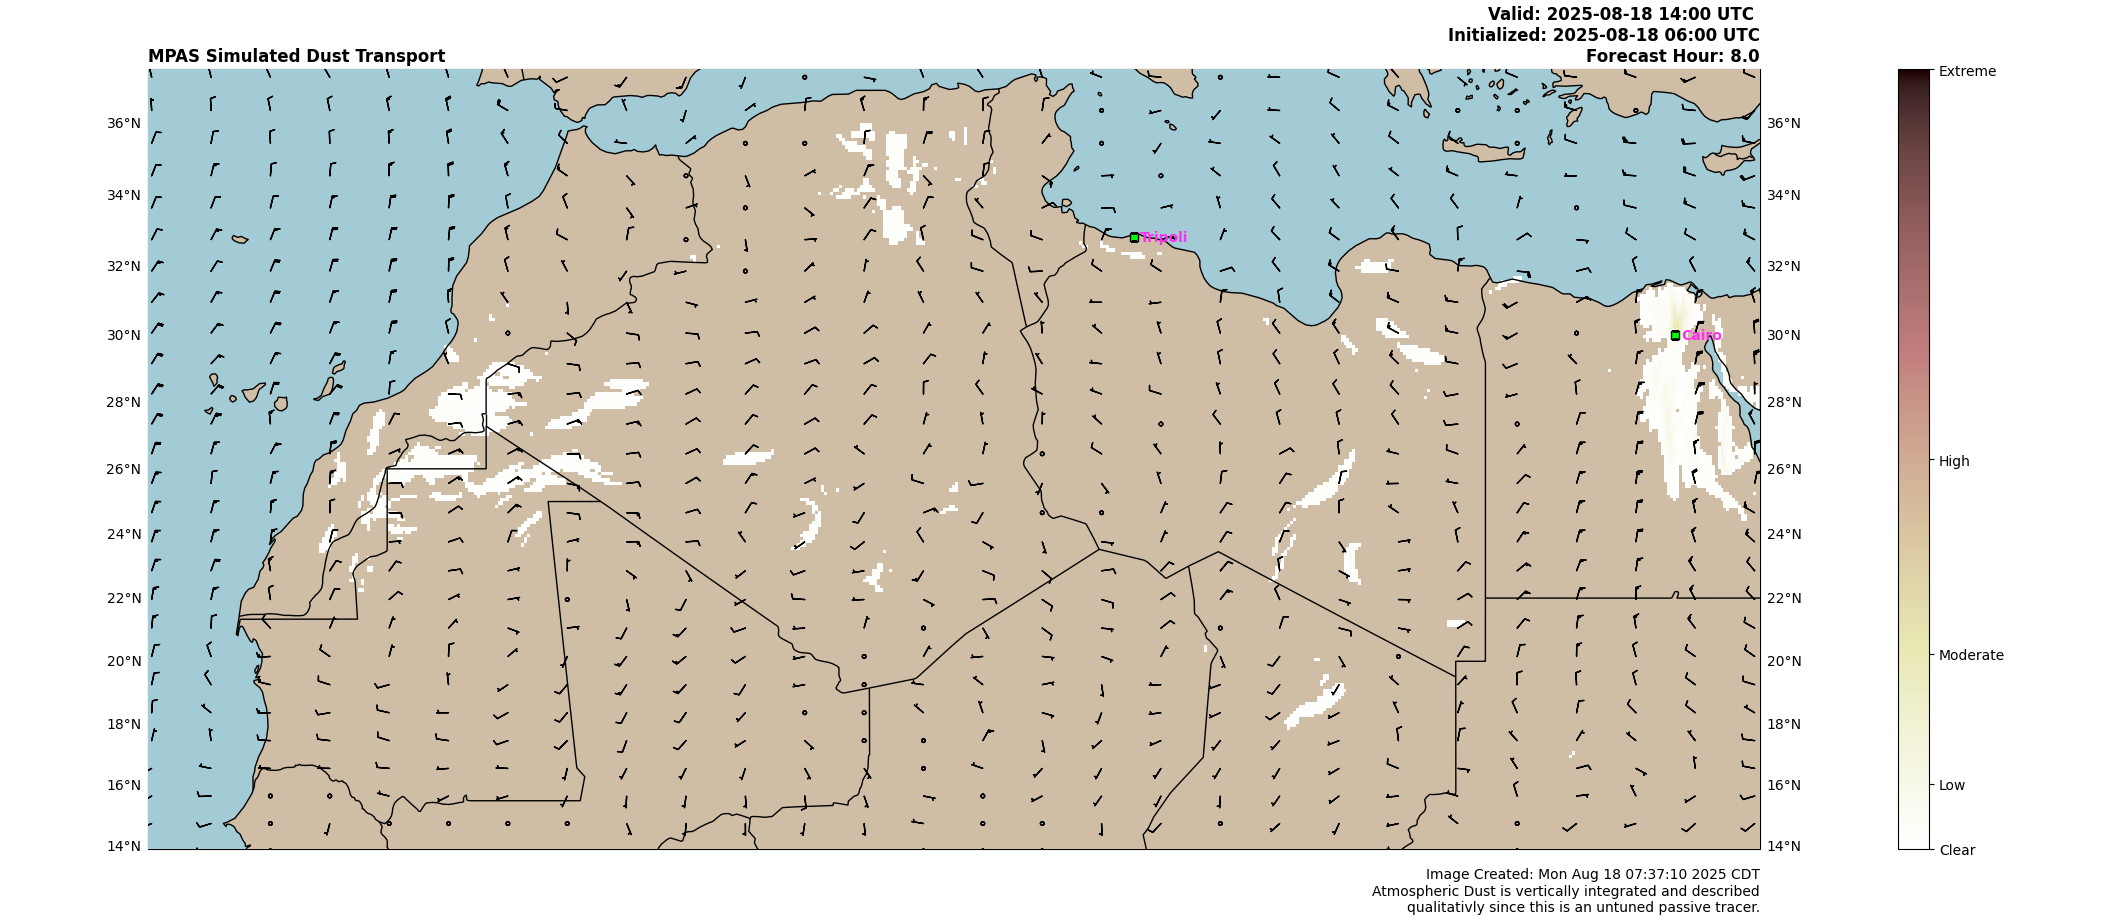 Valid: 2025-08-18 14:00 UTC
Initialized: 2025-08-18 06:00 UTC
MPAS Simulated Dust Transport
Forecast Hour: 8.0
Extreme
36°N
36°N
34°N
34°N
Tripoli
32°N
32°N
30°N
Cairo
30°N
28°N
28°N
26°N
26°N
High
24°N
24°N
22°N
22°N
20°N
20°N
Moderate
18°N
18°N
16°N
16°N
Low
14°N
14°N
Clear
Image Created: Mon Aug 18 07:37:10 2025 CDT
Atmospheric Dust is vertically integrated and described
qualitativly since this is an untuned passive tracer.